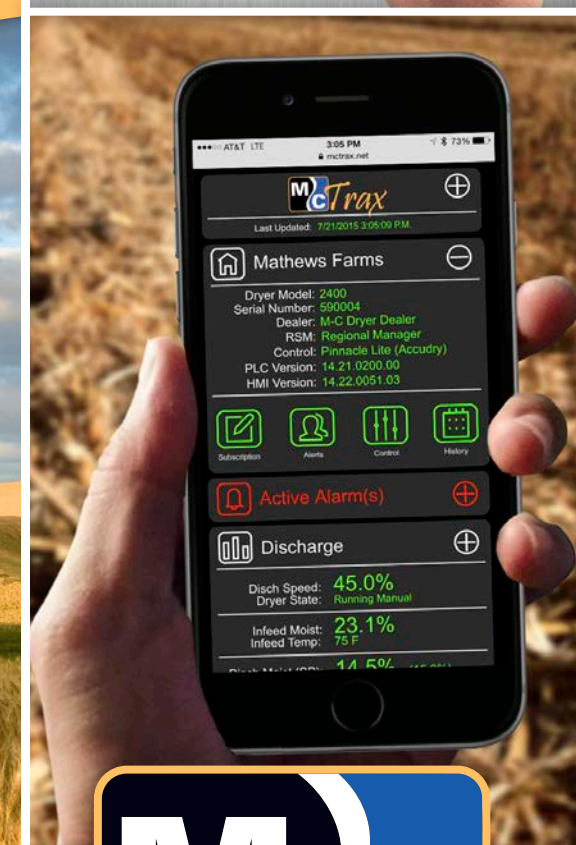 AT&T LTE 3:05 PM 73%
mctrax.net
MC Trax
Last Updated: 7/21/2015 3:05:09 P.M.
Mathews Farms
Dryer Model: 2400
Serial Number: 590004
Dealer: M-C Dryer Dealer
RSM: Regional Manager
Control: Pinnacle Lite (Accudry)
PLC Version: 14.21.0200.00
HMI Version: 14.22.0051.03
Subscription Alerts Control History
Active Alarm(s)
Discharge
Disch Speed: 45.0%
Dryer State: Running Manual
Infeed Moist: 23.1%
Infeed Temp: 75 F
14.5%
M